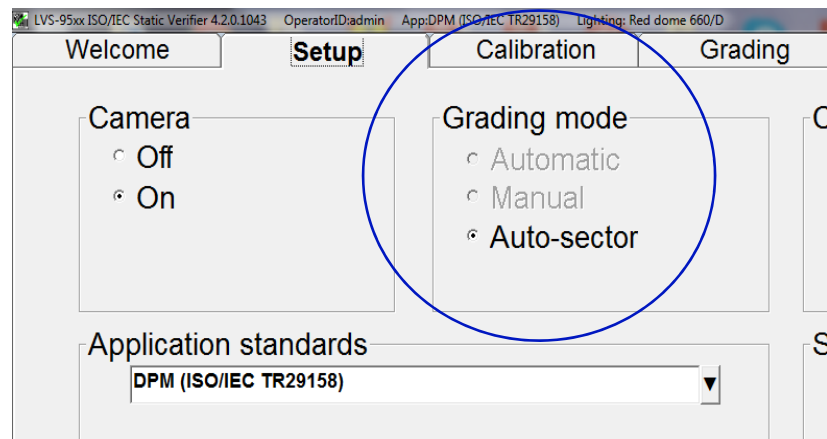 LVS-95xx ISO/IEC Static Verifier 4.2.0.1043 OperatorID:admin App:DPM (ISO/IEC TR29158) Lighting: Red dome 660/D
Welcome Setup Calibration Grading
Camera Grading mode
Off Automatic
On Manual
Auto-sector
Application standards
DPM (ISO/IEC TR29158)